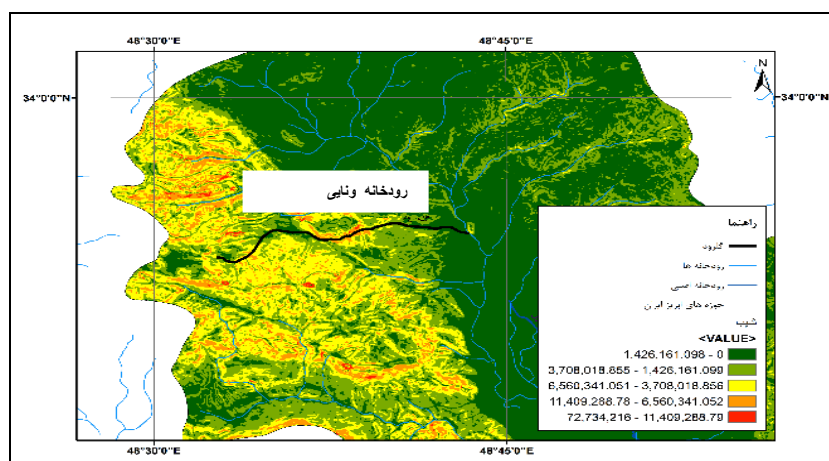 48°30'0"E 48°45'0"E
N
34°0'0"N 34°0'0"N
رودخانه ونایی
راهنما
رودخانه ها
رودخانه اصلی
حوزه های آبریز ایران
شیب
<VALUE>
1.426.161.098 - 0
3,708,018.855 - 1,426,161.099
6,560,341.051 - 3,708,018.856
11,409,288.78 - 6,560,341.052
72,734,216 - 11,409,288.79
48°30'0"E 48°45'0"E